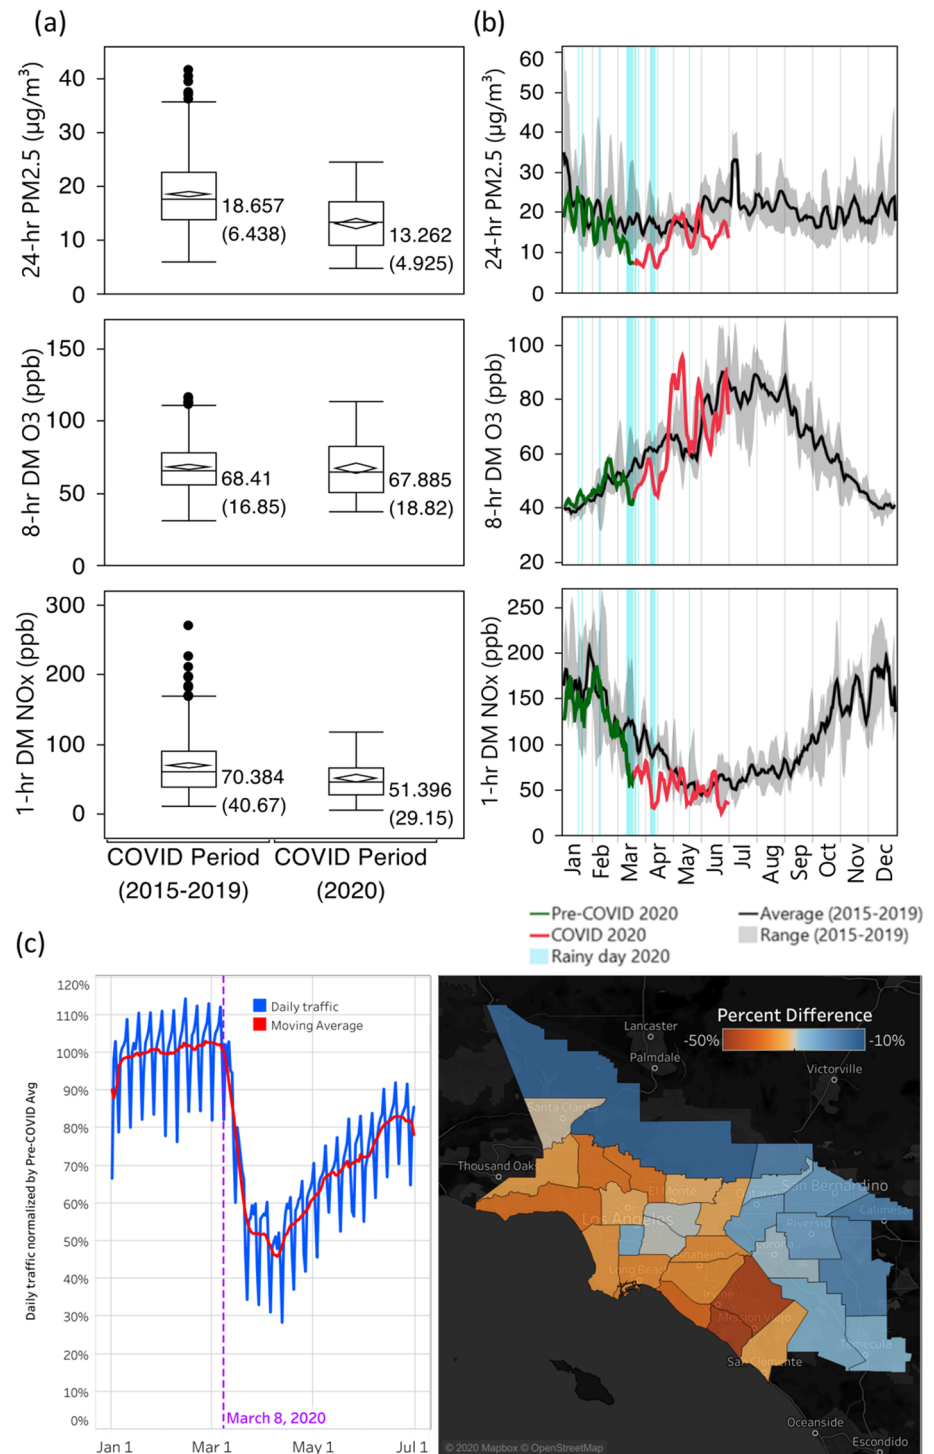 (a)
24-hr PM2.5 (µg/m³)
40
30
20
10
0
18.657
(6.438)
13.262
(4.925)
8-hr DM O3 (ppb)
150
100
50
0
68.41
(16.85)
67.885
(18.82)
1-hr DM NOx (ppb)
300
200
100
0
70.384
(40.67)
51.396
(29.15)
COVID Period
(2015-2019)
COVID Period
(2020)
(b)
24-hr PM2.5 (µg/m³)
60
50
40
30
20
10
0
8-hr DM O3 (ppb)
100
80
60
40
20
1-hr DM NOx (ppb)
250
200
150
100
50
0
Jan
Feb
Mar
Apr
May
Jun
Jul
Aug
Sep
Oct
Nov
Dec
Pre-COVID 2020
COVID 2020
Rainy day 2020
Average (2015-2019)
Range (2015-2019)
(c)
Daily traffic normalized by Pre-COVID Avg
120%
110%
100%
90%
80%
70%
60%
50%
40%
30%
20%
10%
0%
Daily traffic
Moving Average
March 8, 2020
Jan 1
Mar 1
May 1
Jul 1
Percent Difference
-50%
-10%
Lancaster
Palmdale
Victorville
Santa Clarita
Thousand Oaks
El Monte
Ontario
San Bernardino
Los Angeles
Riverside
Calimesa
Corona
Anaheim
Long Beach
Irvine
Mission Viejo
Temecula
San Clemente
Oceanside
Escondido
© 2020 Mapbox © OpenStreetMap